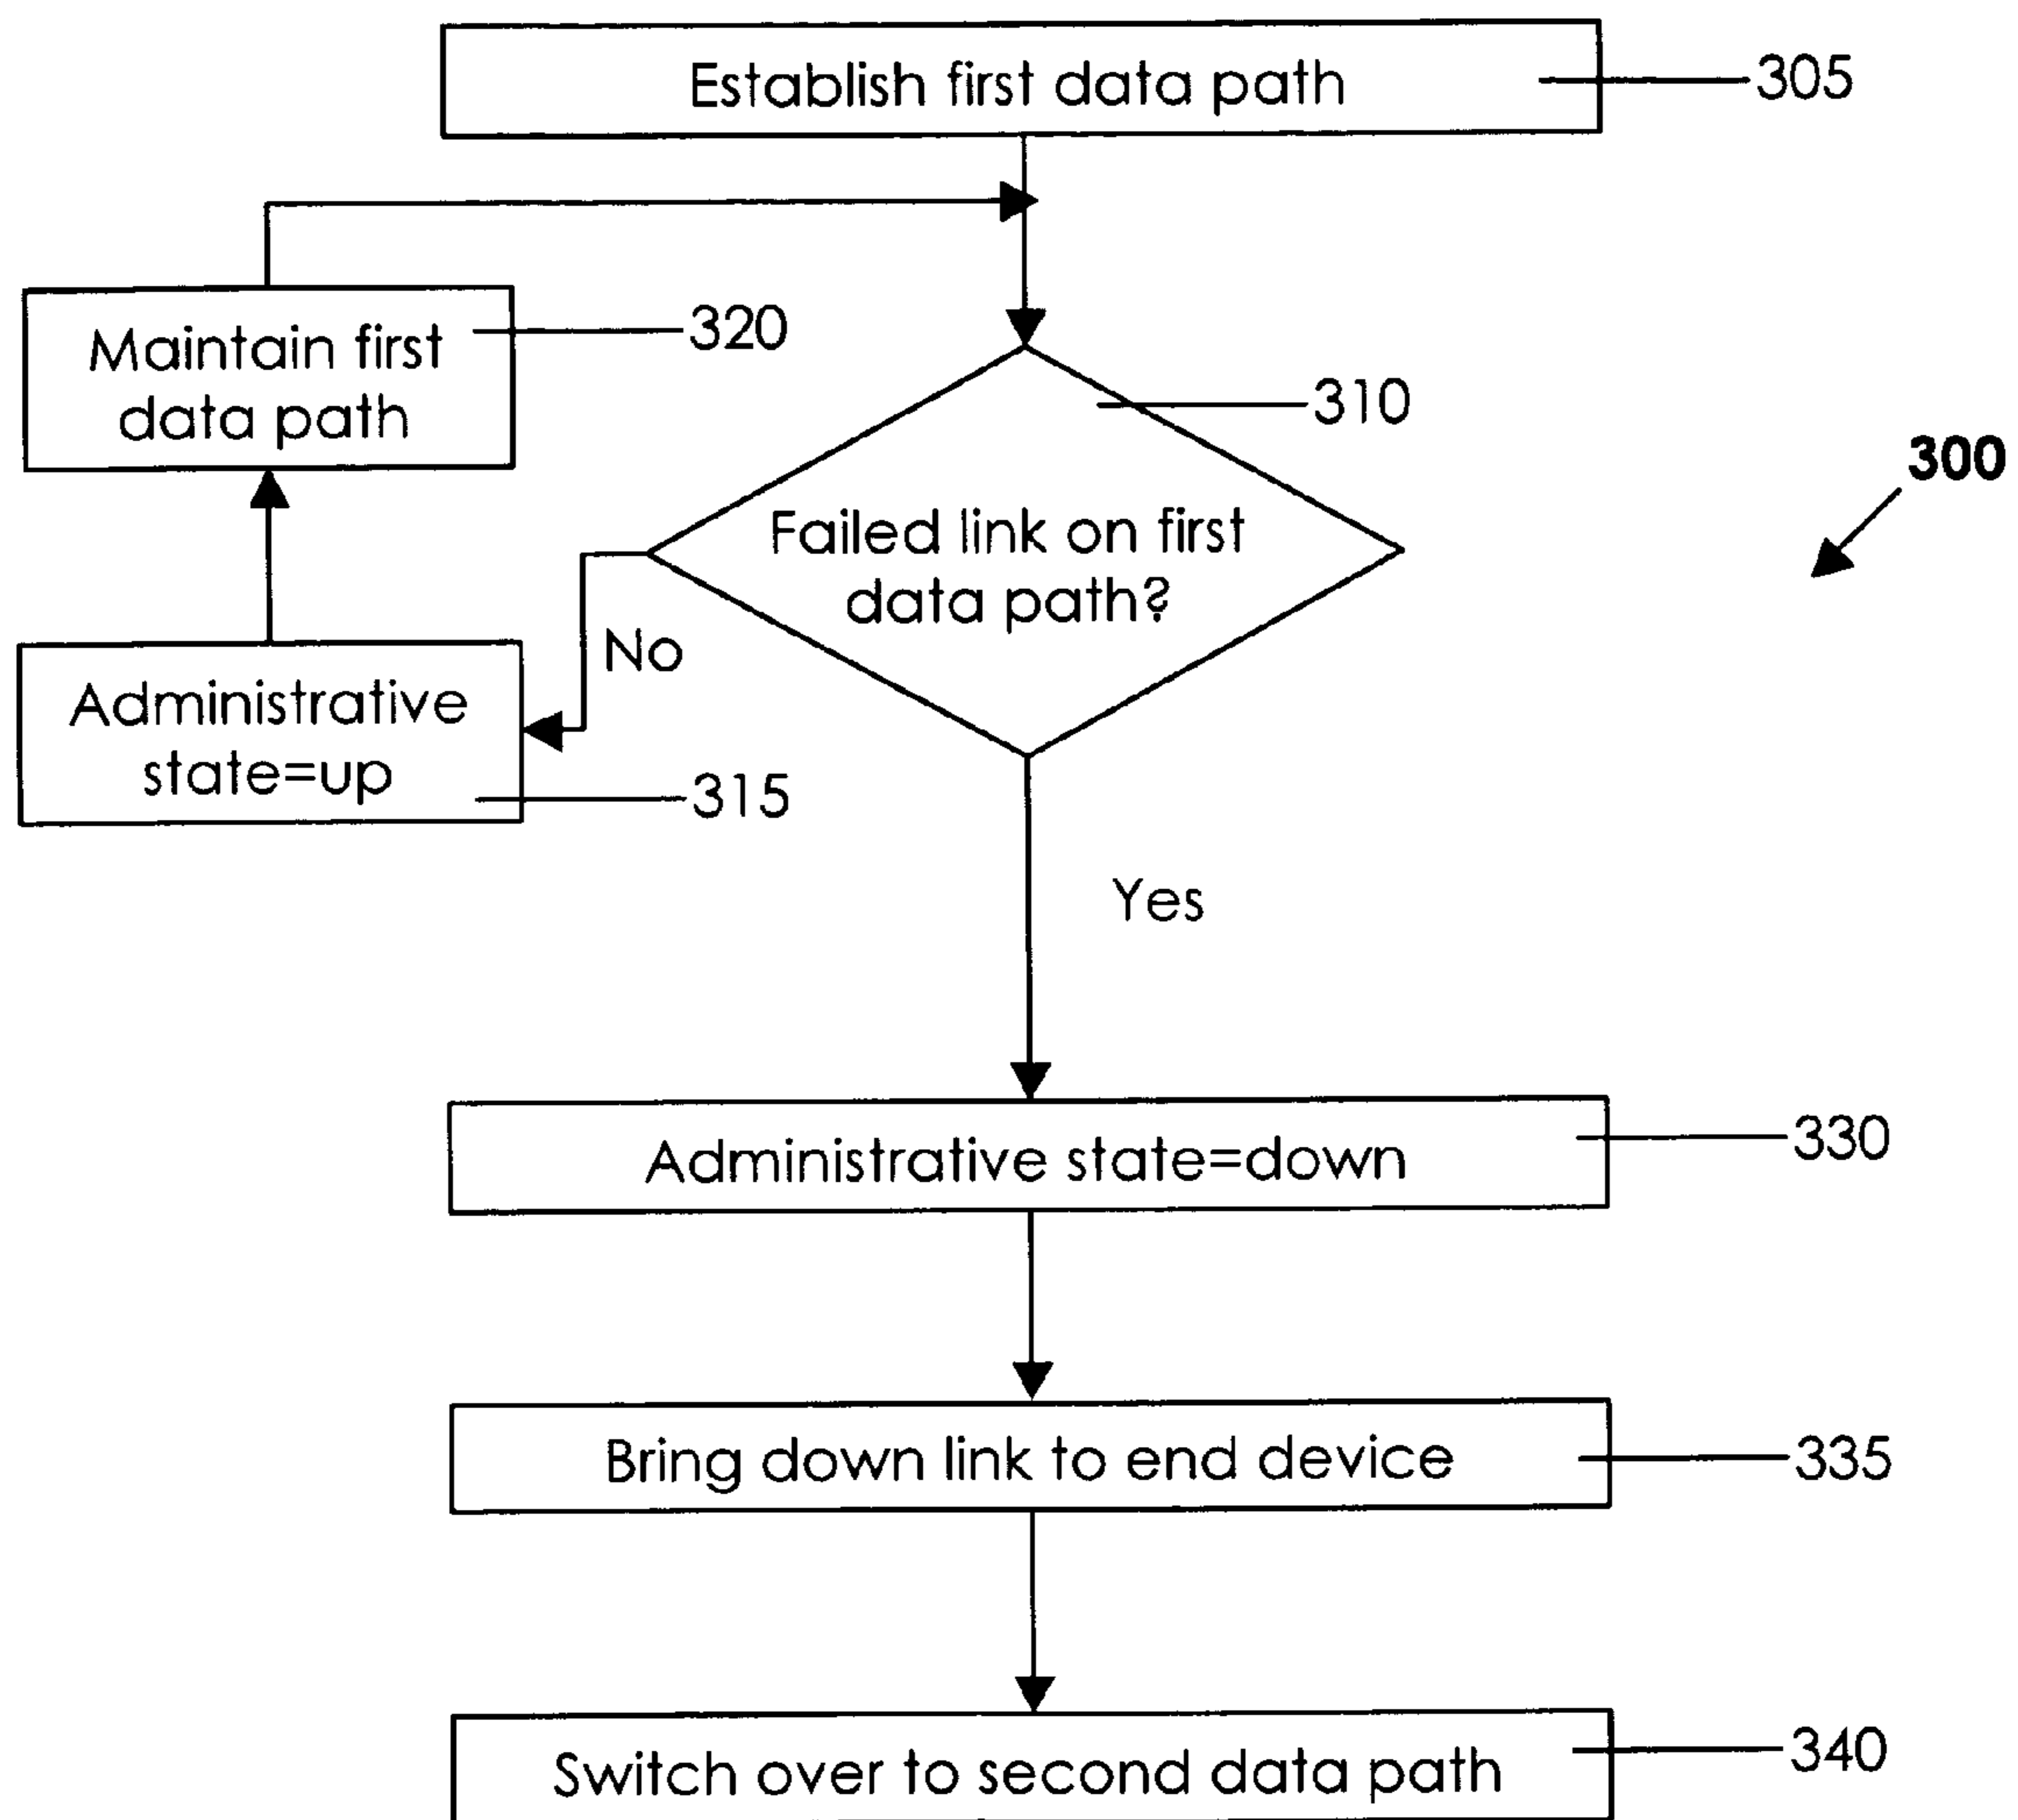 Establish first data path
305
Maintain first
data path
320
310
300
Failed link on first
data path?
No
Administrative
state=up
315
Yes
Administrative state=down
330
Bring down link to end device
335
Switch over to second data path
340